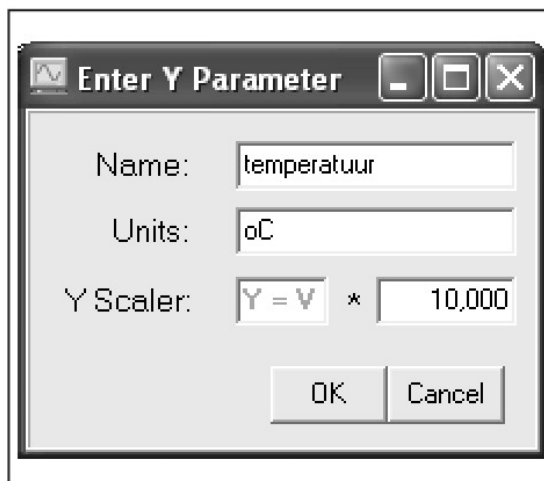 Enter Y Parameter
Name: temperatuur
Units: oC
Y Scaler: Y = V * 10,000
OK Cancel